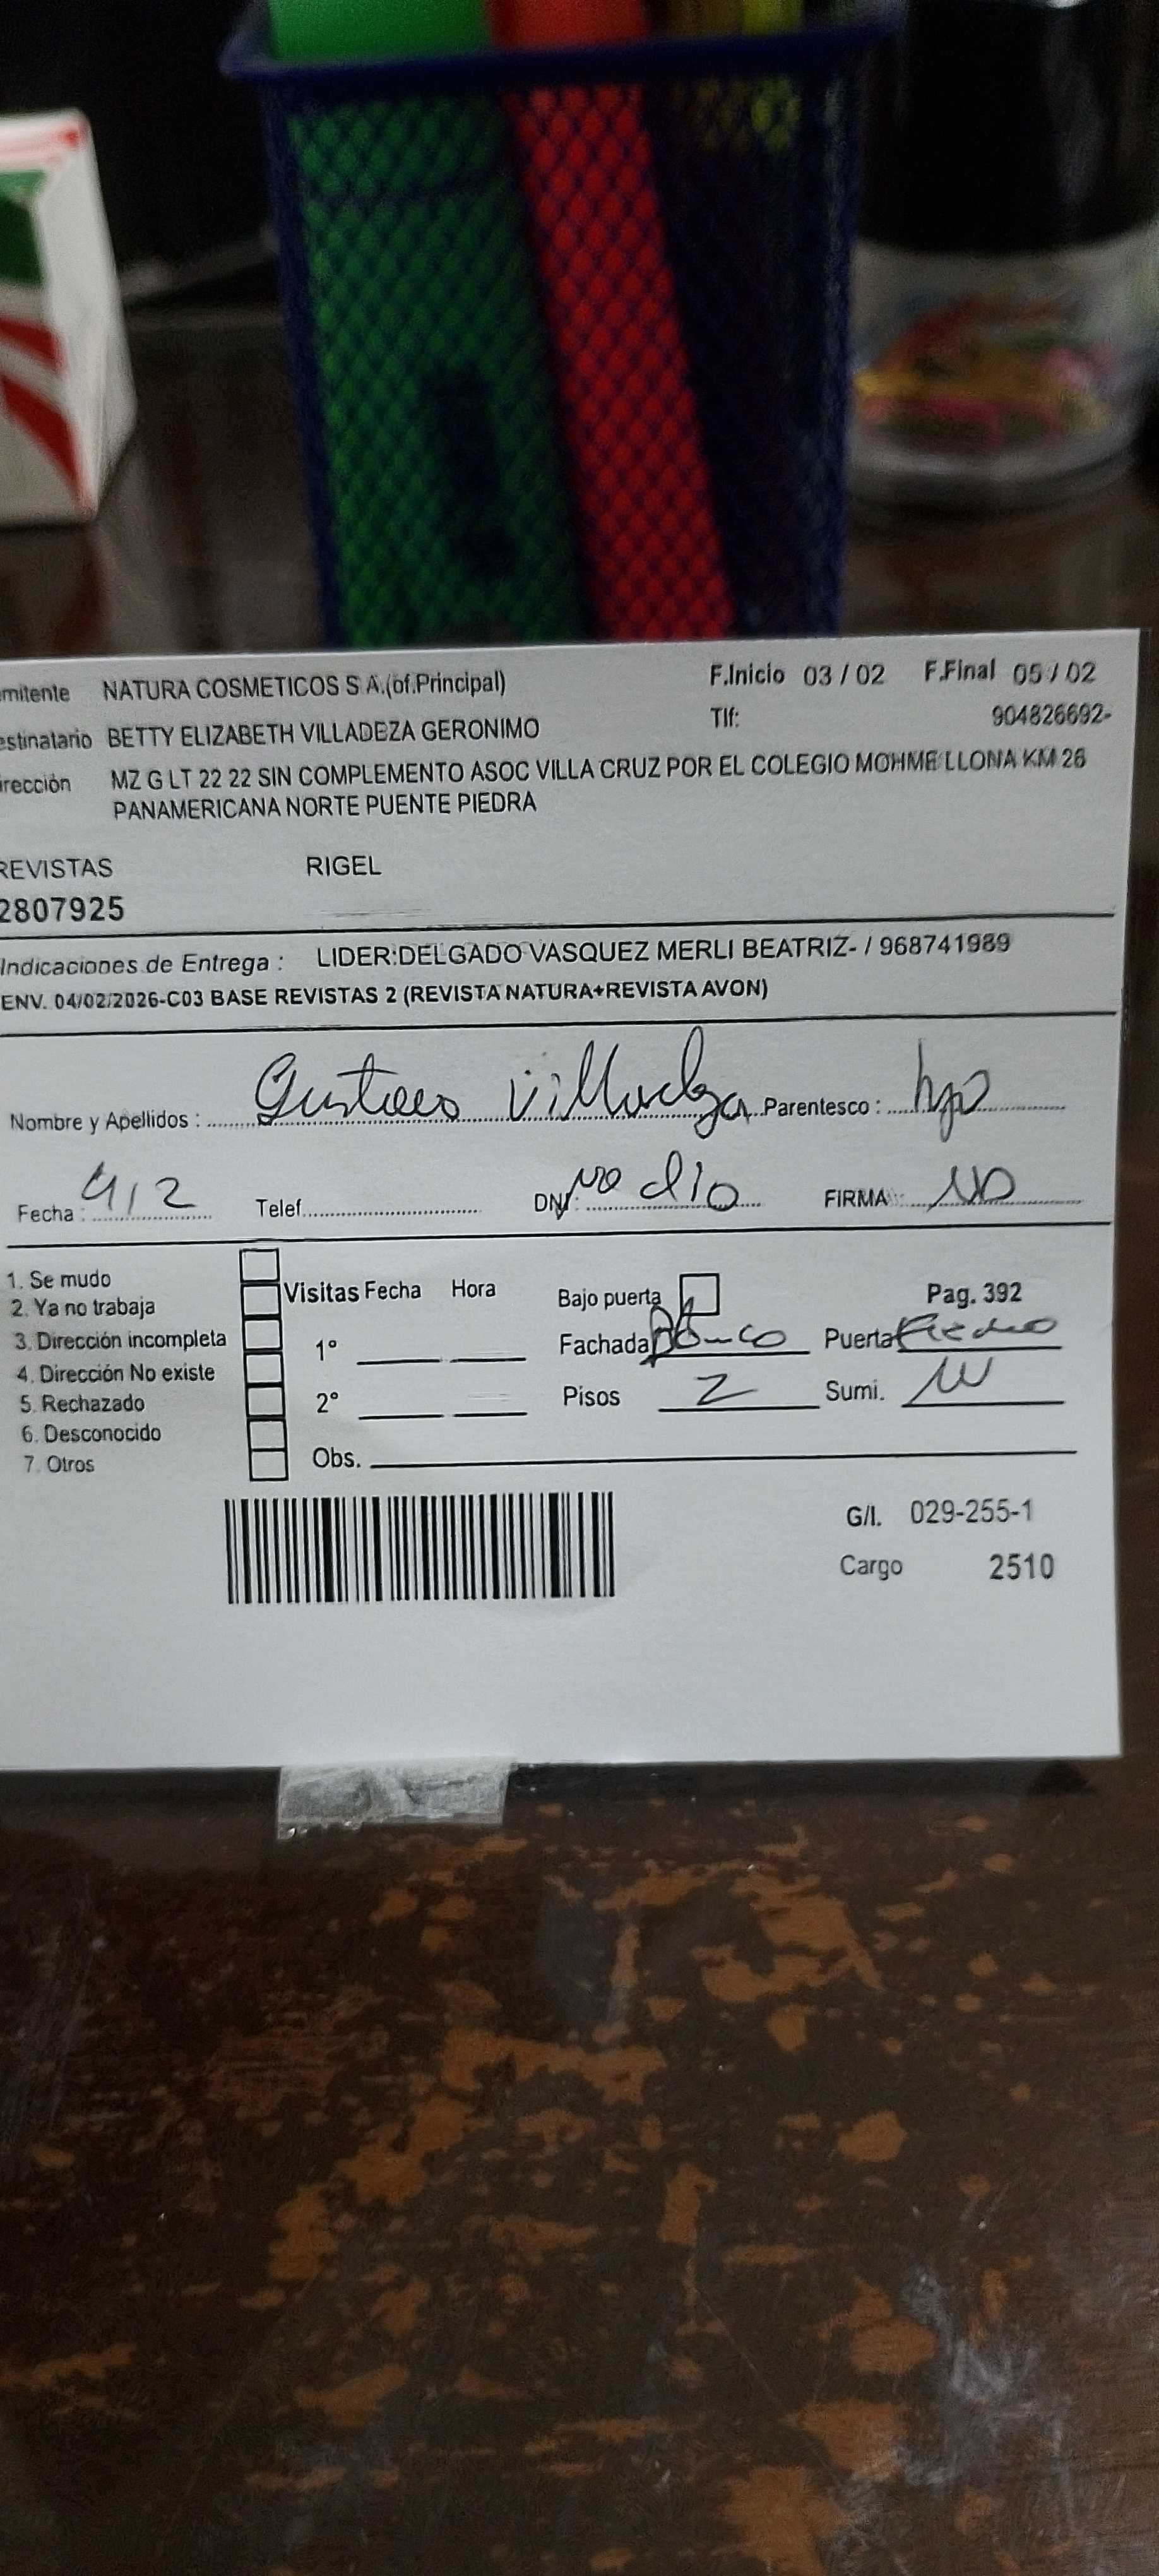 mitente NATURA COSMETICOS S A.(of.Principal) F.Inicio 03 / 02 F.Final 05 / 02
estinatario BETTY ELIZABETH VILLADEZA GERONIMO Tlf: 904826692-
irección MZ G LT 22 22 SIN COMPLEMENTO ASOC VILLA CRUZ POR EL COLEGIO MOHME LLONA KM 26
PANAMERICANA NORTE PUENTE PIEDRA
REVISTAS RIGEL
2807925
Indicaciones de Entrega : LIDER:DELGADO VASQUEZ MERLI BEATRIZ- / 968741989
ENV. 04/02/2026-C03 BASE REVISTAS 2 (REVISTA NATURA+REVISTA AVON)
Nombre y Apellidos : Gustavo Villadeza Parentesco : hijo
Fecha : 4/2 Telef. DNI: no dio FIRMA :
1. Se mudo
2. Ya no trabaja Visitas Fecha Hora Bajo puerta Pag. 392
3. Dirección incompleta 1° Fachada Blanco Puerta
4. Dirección No existe
5. Rechazado 2° Pisos 2 Sumi.
6. Desconocido
7. Otros Obs.
G/I. 029-255-1
Cargo 2510